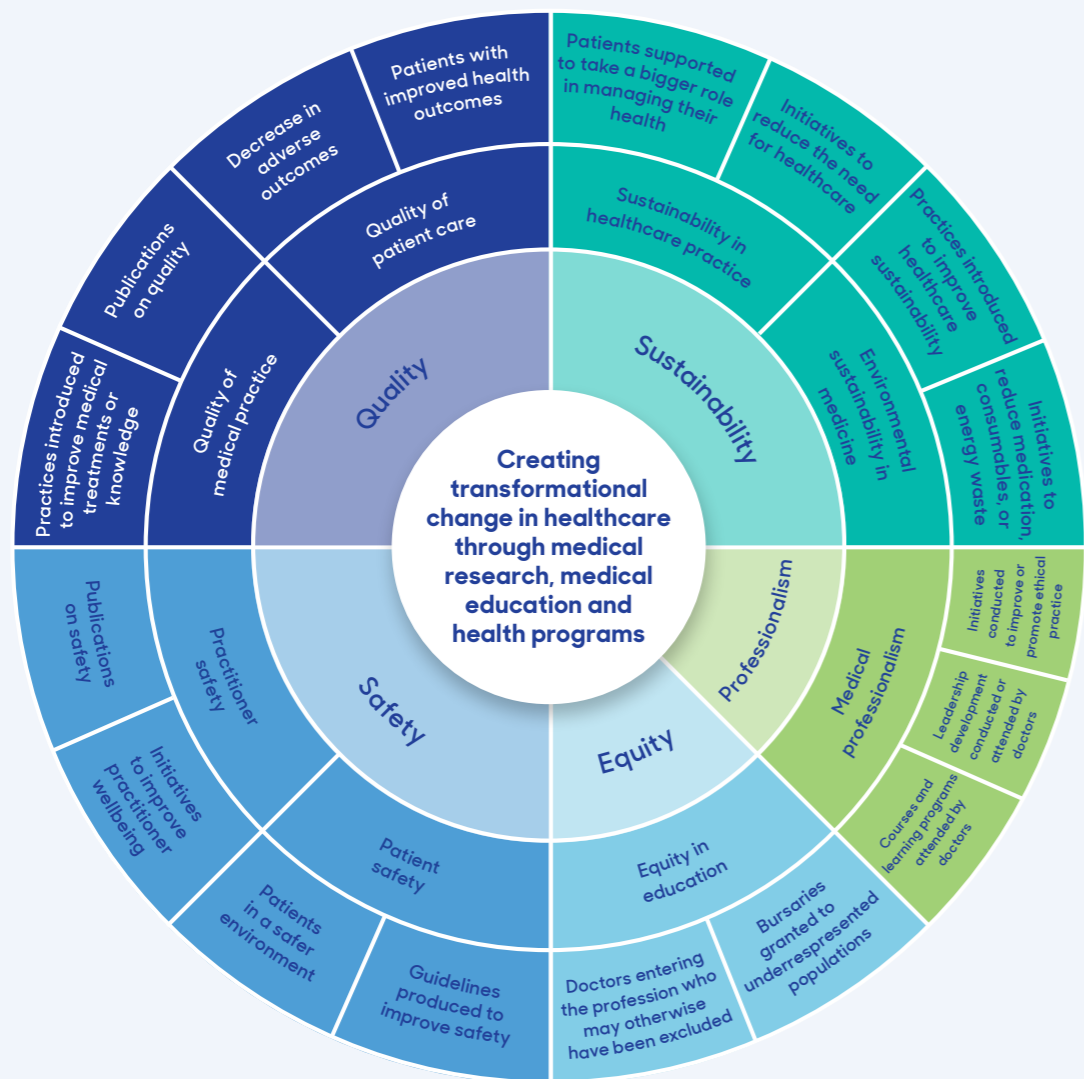 Creating
transformational
change in healthcare
through medical
research, medical
education and
health programs
Quality
Quality of
patient care
Patients with
improved health
outcomes
Decrease in
adverse
outcomes
Quality of
medical practice
Publications
on quality
Practices introduced
to improve medical
treatments or
knowledge
Sustainability
Sustainability in
healthcare practice
Patients supported
to take a bigger role
in managing their
health
Initiatives to
reduce the need
for healthcare
Environmental
sustainability in
medicine
Practices introduced
to improve
healthcare
sustainability
Initiatives to
reduce medication,
consumables, or
energy waste
Professionalism
Medical
professionalism
Initiatives
conducted
to improve or
promote ethical
practice
Leadership
development
conducted or
attended by
doctors
Courses and
learning programs
attended by
doctors
Equity
Equity in
education
Bursaries
granted to
underrespresented
populations
Doctors entering
the profession who
may otherwise
have been excluded
Safety
Patient
safety
Guidelines
produced to
improve safety
Patients
in a safer
environment
Practitioner
safety
Initiatives
to improve
practitioner
wellbeing
Publications
on safety